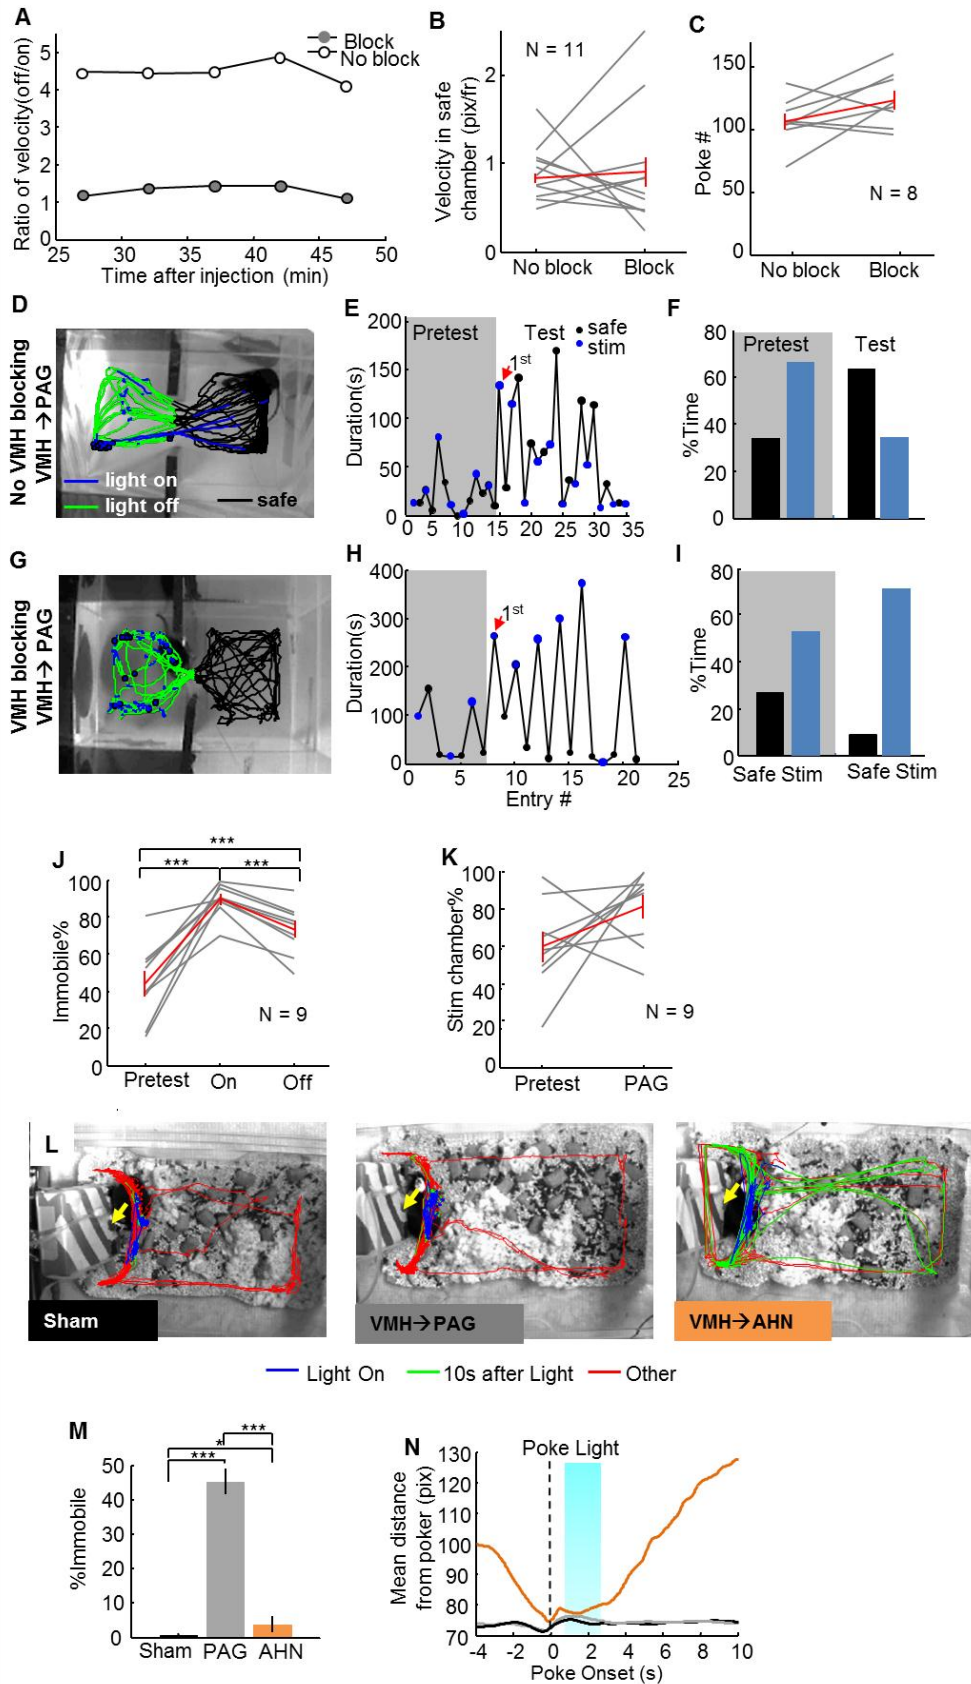 A
Ratio of velocity(off/on)
5
4
3
2
1
0
25 30 35 40 45 50
Time after injection (min)
Block
No block
B
N = 11
Velocity in safe
chamber (pix/fr)
2
1
0
No block Block
C
Poke #
150
100
50
0
N = 8
No block Block
D
No VMH blocking
VMH → PAG
light on
light off
safe
E
Duration(s)
200
150
100
50
0
Pretest Test
safe
stim
1st
0 5 10 15 20 25 30 35
F
%Time
80
60
40
20
0
Pretest Test
G
VMH blocking
VMH → PAG
H
Duration(s)
400
300
200
100
0
1st
0 5 10 15 20 25
Entry #
I
%Time
80
60
40
20
0
Safe Stim Safe Stim
J
Immobile%
100
80
60
40
20
0
***
*** ***
N = 9
Pretest On Off
K
Stim chamber%
100
80
60
40
20
0
N = 9
Pretest PAG
L
Sham
VMH→PAG
VMH→AHN
Light On 10s after Light Other
M
%Immobile
50
40
30
20
10
0
***
*
***
Sham PAG AHN
N
Poke Light
Mean distance
from poker (pix)
130
120
110
100
90
80
70
-4 -2 0 2 4 6 8 10
Poke Onset (s)